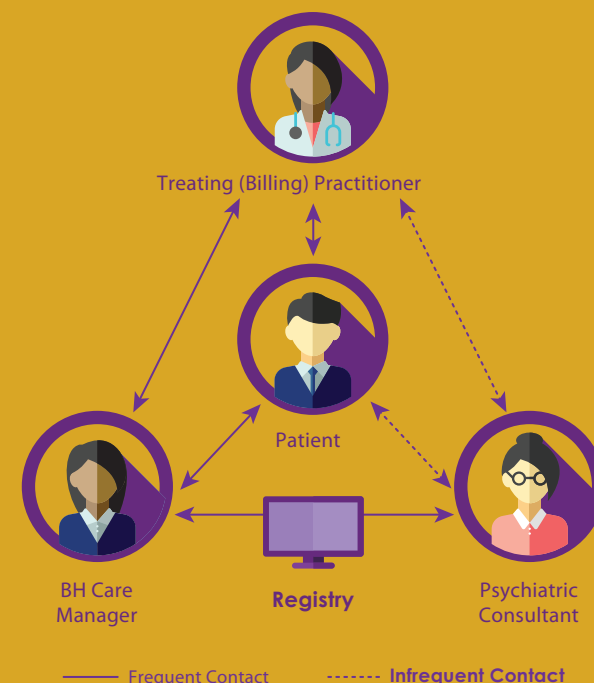 Treating (Billing) Practitioner
Patient
BH Care
Manager
Registry
Psychiatric
Consultant
Frequent Contact
Infrequent Contact